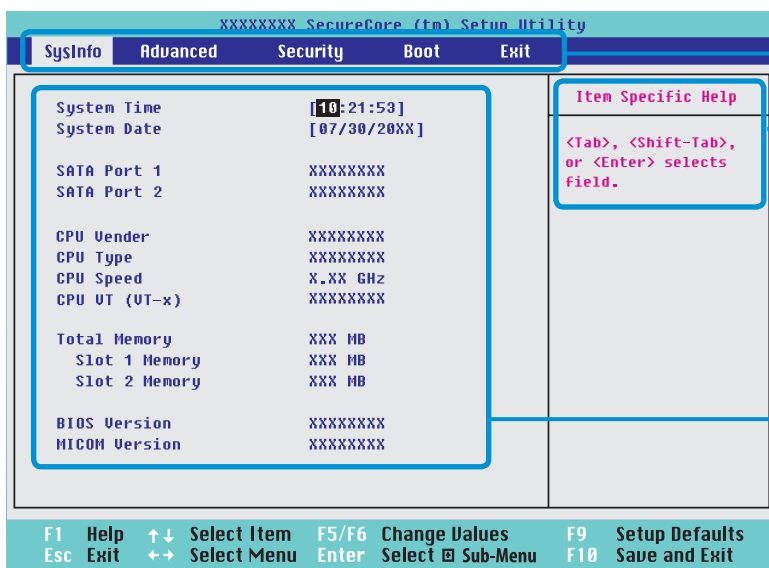 XXXXXXXX SecureCore (tm) Setup Utility
SysInfo Advanced Security Boot Exit
System Time [10:21:53]
System Date [07/30/20XX]
SATA Port 1 XXXXXXXX
SATA Port 2 XXXXXXXX
CPU Vender XXXXXXXX
CPU Type XXXXXXXX
CPU Speed X.XX GHz
CPU VT (VT-x) XXXXXXXX
Total Memory XXX MB
Slot 1 Memory XXX MB
Slot 2 Memory XXX MB
BIOS Version XXXXXXXX
MICOM Version XXXXXXXX
Item Specific Help
<Tab>, <Shift-Tab>,
or <Enter> selects
field.
F1 Help ↑↓ Select Item F5/F6 Change Values F9 Setup Defaults
Esc Exit ←→ Select Menu Enter Select ⊞ Sub-Menu F10 Save and Exit